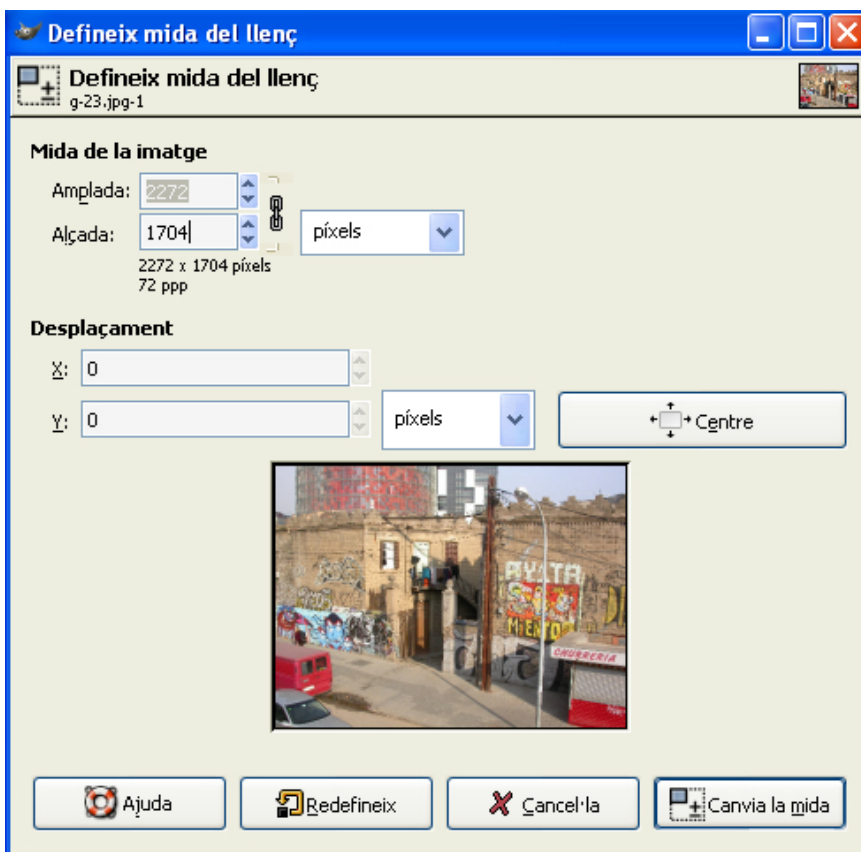 Defineix mida del llenç
Defineix mida del llenç
g-23.jpg-1
Mida de la imatge
Amplada: 2272
Alçada: 1704 píxels
2272 x 1704 píxels
72 ppp
Desplaçament
X: 0
Y: 0 píxels Centre
AYUTA
MIENTO
CHURRERIA
Ajuda Redefineix Cancel·la Canvia la mida